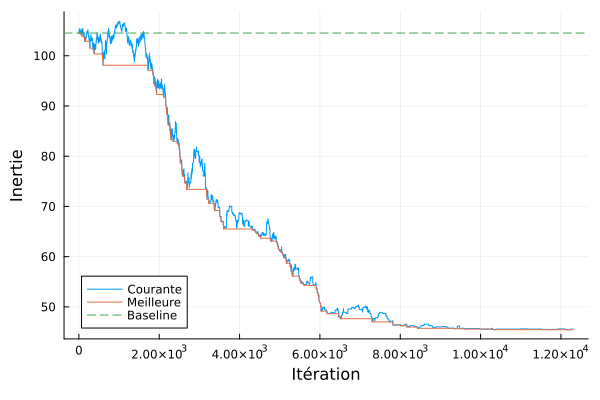 Inertie
100
90
80
70
60
50
Courante
Meilleure
Baseline
0
2.00×10³
4.00×10³
6.00×10³
8.00×10³
1.00×10⁴
1.20×10⁴
Itération